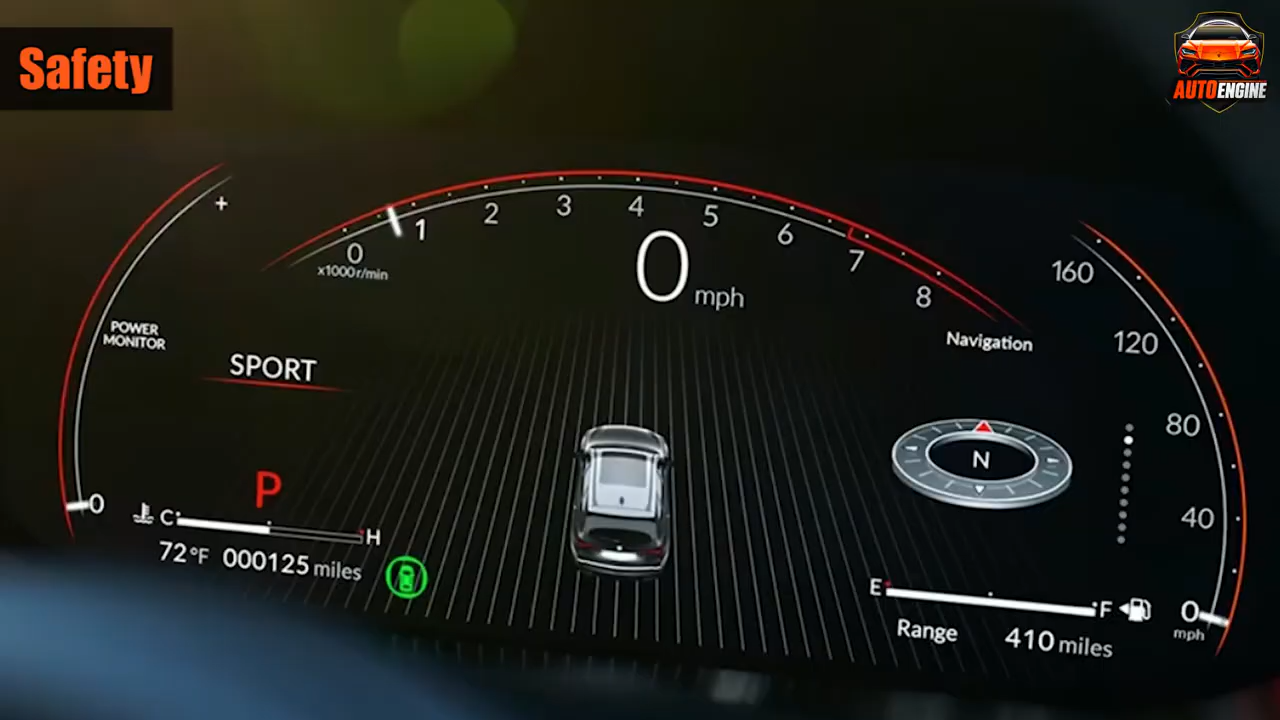 Safety
AUTOENGINE
+
0
1
2
3
4
5
6
7
8
x1000r/min
0 mph
POWER
MONITOR
SPORT
Navigation
160
120
80
40
0
mph
N
P
0
C H
72°F 000125 miles
E F
Range 410 miles